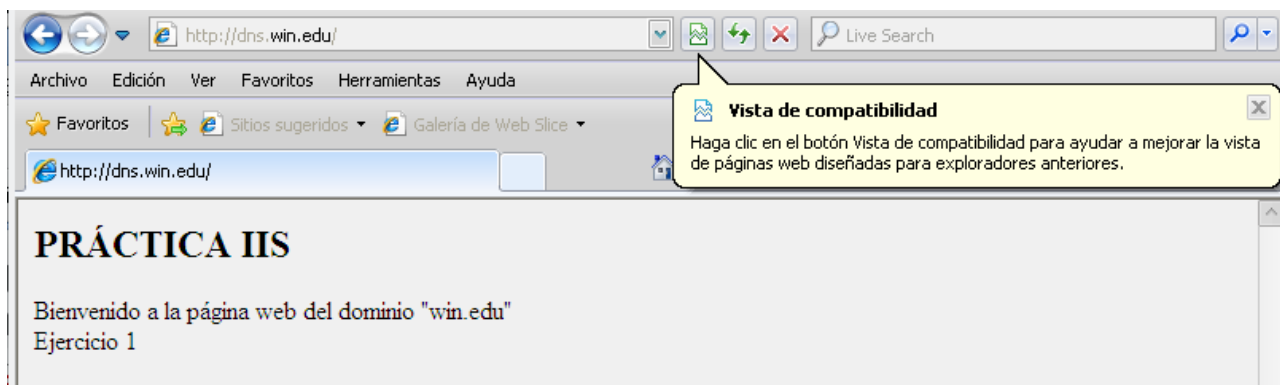 http://dns.win.edu/
Live Search
Archivo Edición Ver Favoritos Herramientas Ayuda
Vista de compatibilidad
Haga clic en el botón Vista de compatibilidad para ayudar a mejorar la vista
de páginas web diseñadas para exploradores anteriores.
Favoritos Sitios sugeridos Galería de Web Slice
http://dns.win.edu/
PRÁCTICA IIS
Bienvenido a la página web del dominio "win.edu"
Ejercicio 1